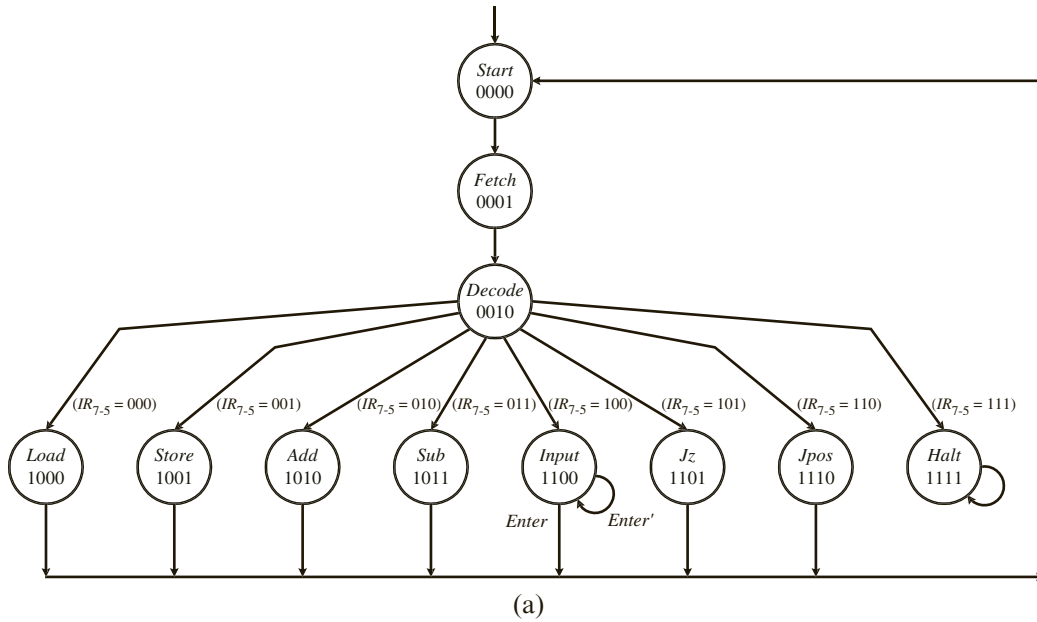 Start
0000
Fetch
0001
Decode
0010
(IR7-5 = 000)
(IR7-5 = 001)
(IR7-5 = 010)
(IR7-5 = 011)
(IR7-5 = 100)
(IR7-5 = 101)
(IR7-5 = 110)
(IR7-5 = 111)
Load
1000
Store
1001
Add
1010
Sub
1011
Input
1100
Jz
1101
Jpos
1110
Halt
1111
Enter
Enter'
(a)